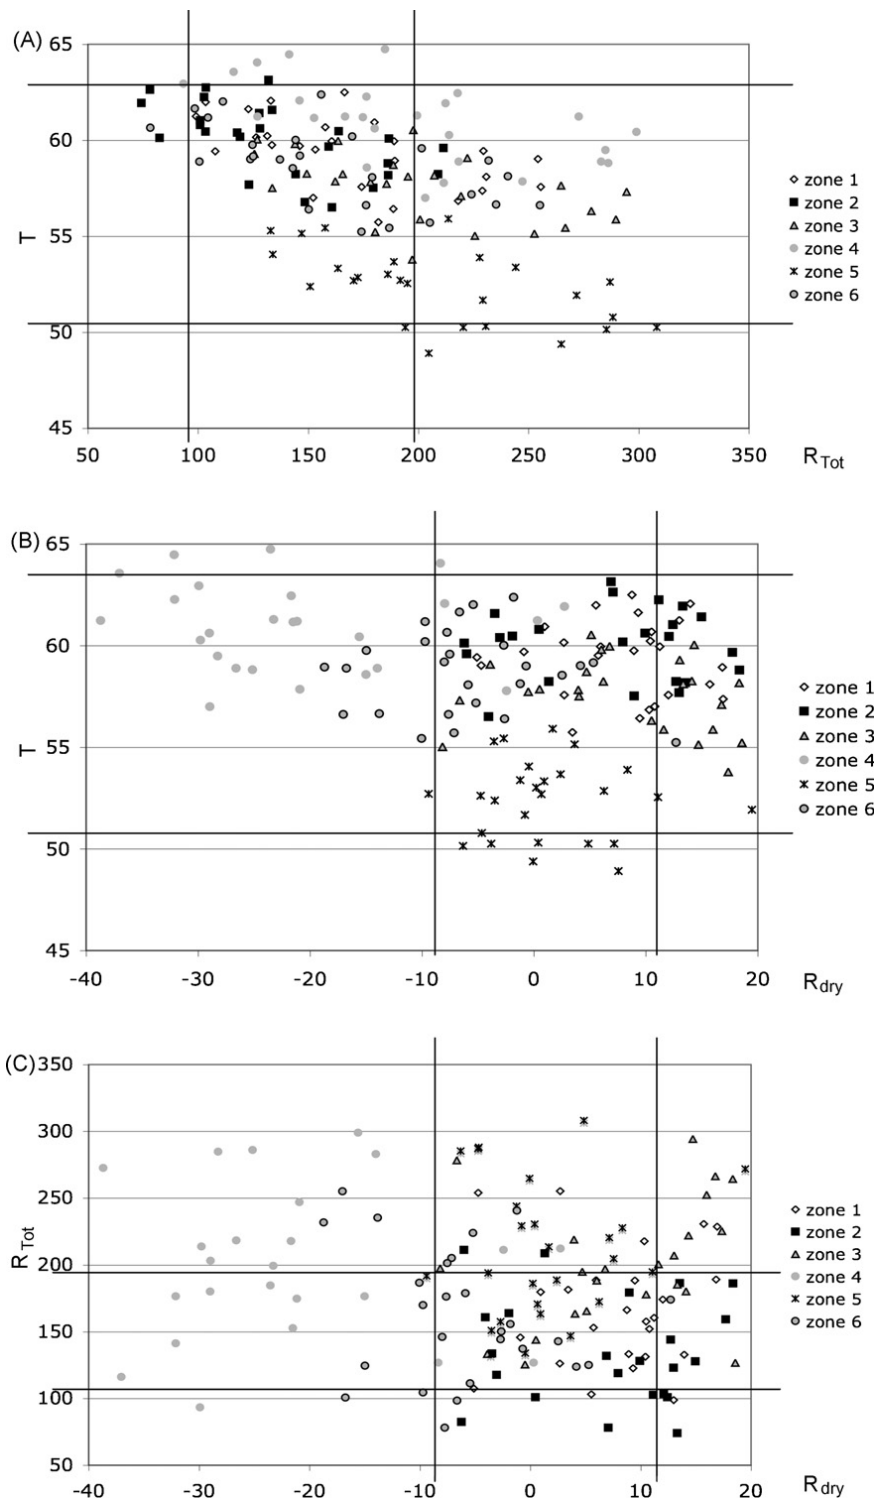 (A)
65
60
T
55
50
45
50 100 150 200 250 300 350 RTot
zone 1
zone 2
zone 3
zone 4
zone 5
zone 6
(B)
65
60
T
55
50
45
-40 -30 -20 -10 0 10 20 Rdry
zone 1
zone 2
zone 3
zone 4
zone 5
zone 6
(C)
350
300
250
RTot
200
150
100
50
-40 -30 -20 -10 0 10 20 Rdry
zone 1
zone 2
zone 3
zone 4
zone 5
zone 6